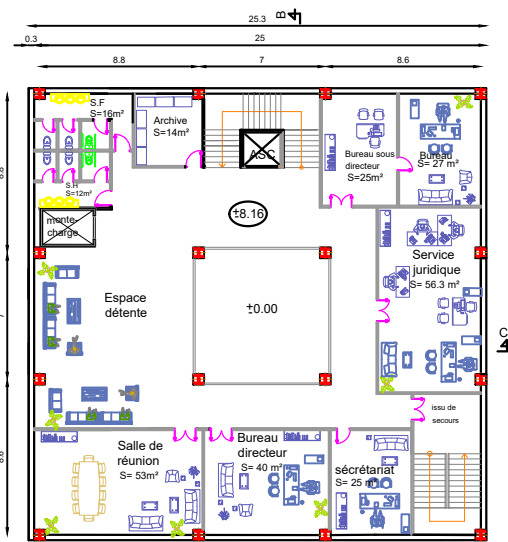 B
25.3
0.3
25
8.8
7
8.6
S.F
S=16m²
Archive
S=14m²
ASC
Bureau sous
directeur
S=25m²
Bureau
S= 27 m²
S.H
S=12m²
monte-
charge
±8.16
Service
juridique
S= 56.3 m²
Espace
détente
±0.00
7
C
issu de
secours
Salle de
réunion
S= 53m²
Bureau
directeur
S= 40 m²
sécrétariat
S= 25 m²